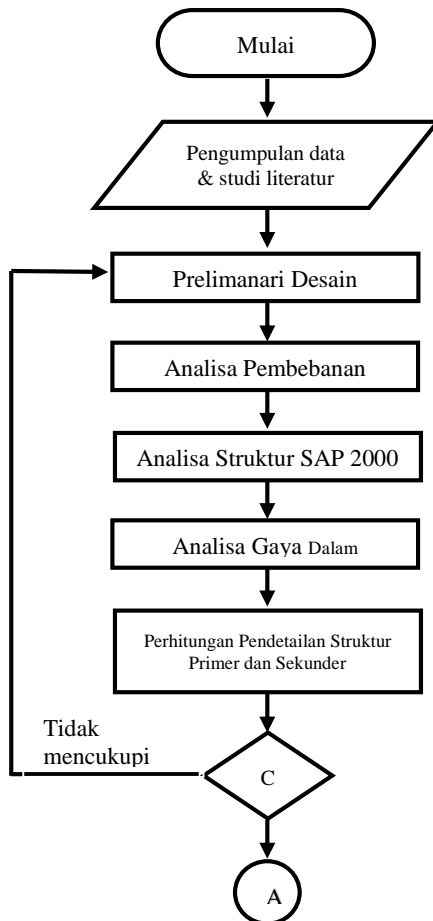 Mulai
Pengumpulan data
& studi literatur
Prelimanari Desain
Analisa Pembebanan
Analisa Struktur SAP 2000
Analisa Gaya Dalam
Perhitungan Pendetailan Struktur
Primer dan Sekunder
Tidak
mencukupi
C
A